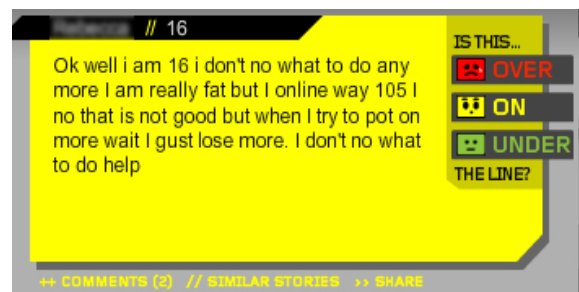 // 16
Ok well i am 16 i don't no what to do any
more I am really fat but I online way 105 I
no that is not good but when I try to pot on
more wait I gust lose more. I don't no what
to do help
IS THIS...
OVER
ON
UNDER
THE LINE?
++ COMMENTS (2) // SIMILAR STORIES >> SHARE